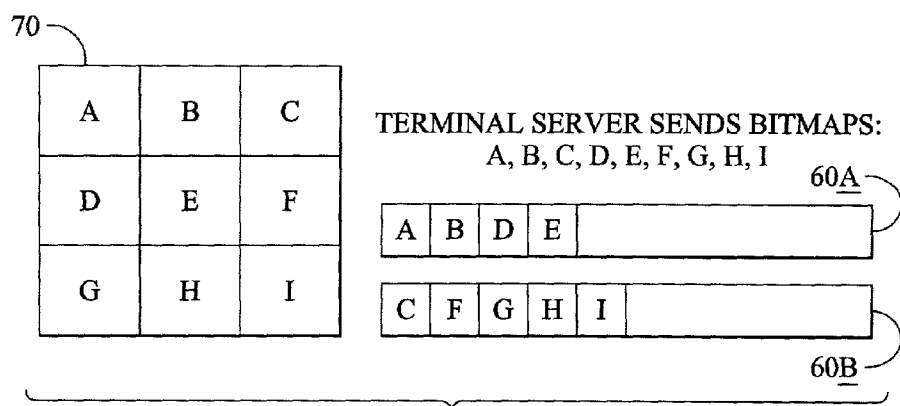 70
A B C
D E F
G H I
TERMINAL SERVER SENDS BITMAPS:
A, B, C, D, E, F, G, H, I
60A
A B D E
C F G H I
60B